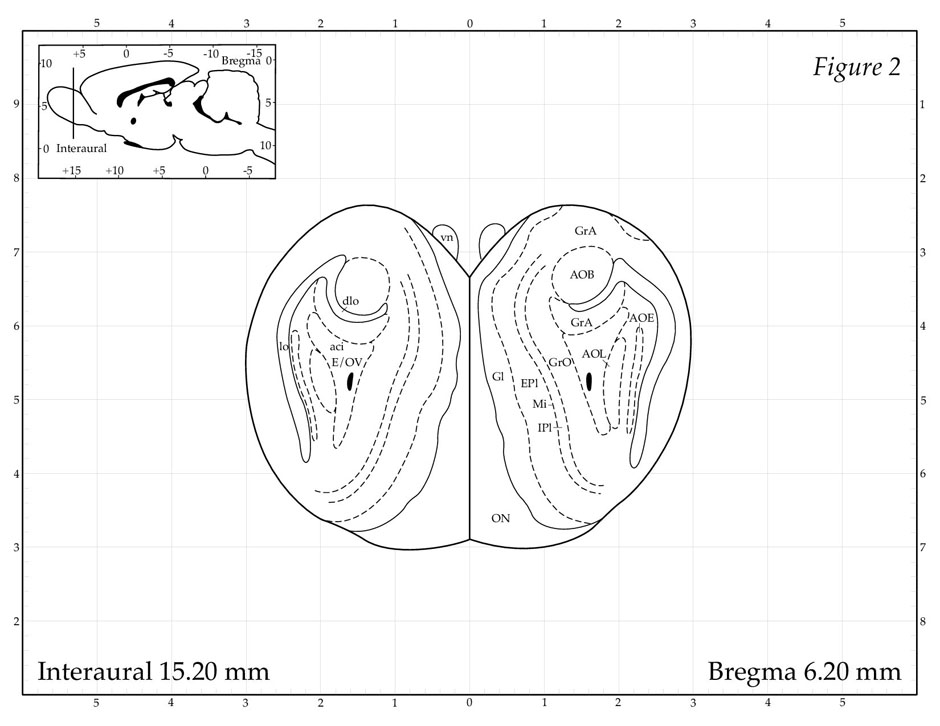 5 4 3 2 1 0 1 2 3 4 5
+5 0 -5 -10 -15
Bregma 0
10
5 5
0 Interaural 10
+15 +10 +5 0 -5
Figure 2
9 1
8 2
7 3
6 4
5 5
4 6
3 7
2 8
vn
GrA
AOB
dlo
GrA
AOE
lo
aci
AOL
E/OV
GrO
Gl
EPl
Mi
IPl
ON
Interaural 15.20 mm
Bregma 6.20 mm
5 4 3 2 1 0 1 2 3 4 5